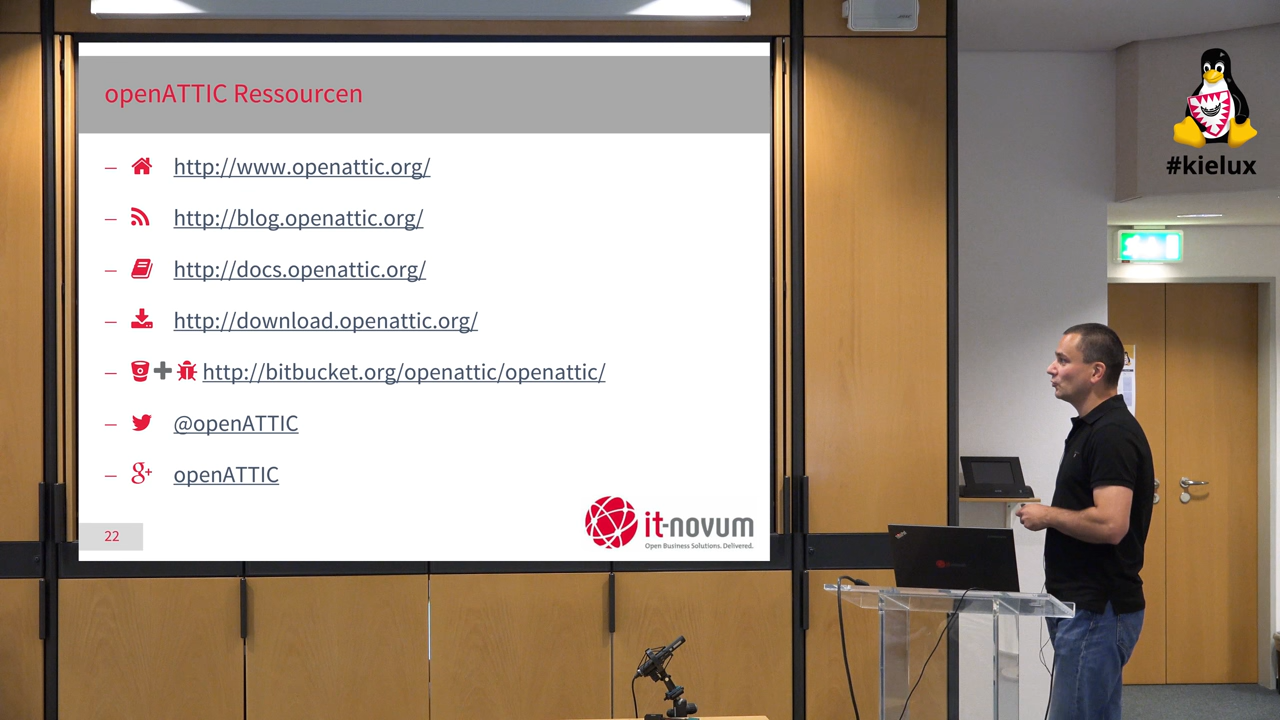 openATTIC Ressourcen
– http://www.openattic.org/
– http://blog.openattic.org/
– http://docs.openattic.org/
– http://download.openattic.org/
– http://bitbucket.org/openattic/openattic/
– @openATTIC
– g+ openATTIC
22
it-novum
Open Business Solutions. Delivered.
#kielux